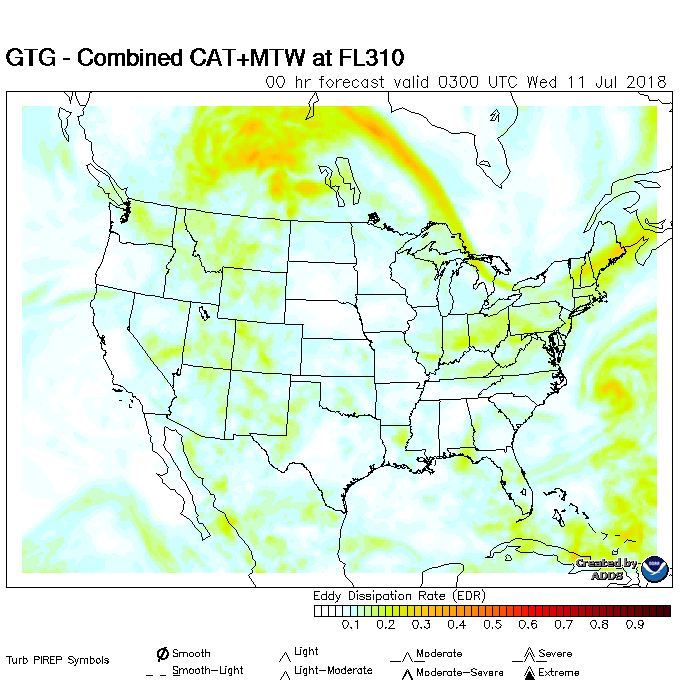 GTG - Combined CAT+MTW at FL310
00 hr forecast valid 0300 UTC Wed 11 Jul 2018
Created by
ADDS
Eddy Dissipation Rate (EDR)
0.1 0.2 0.3 0.4 0.5 0.6 0.7 0.8 0.9
Turb PIREP Symbols
Smooth Light Moderate Severe
Smooth-Light Light-Moderate Moderate-Severe Extreme